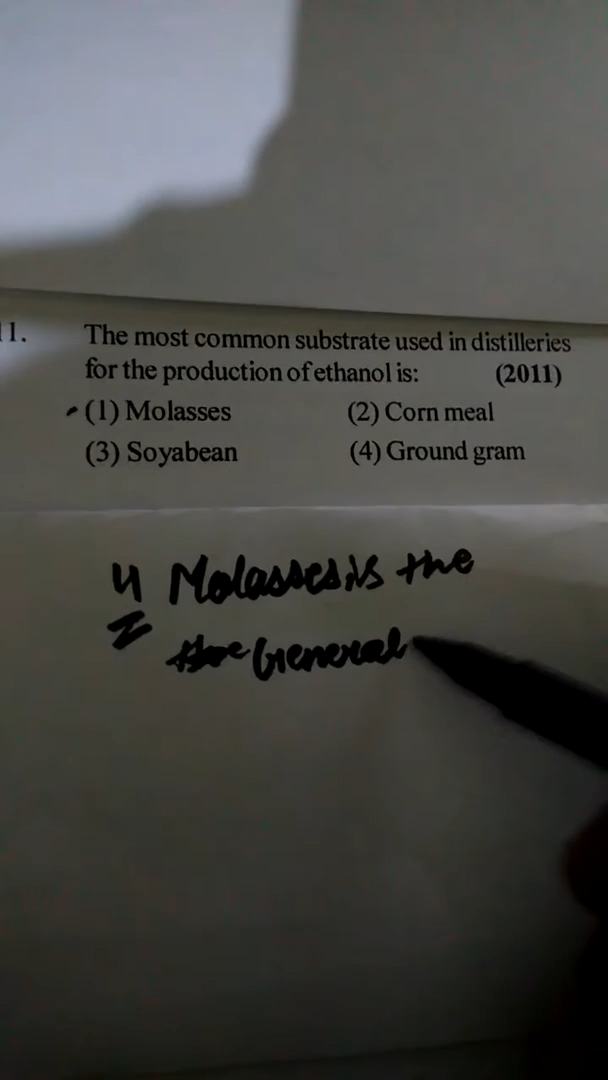 11. The most common substrate used in distilleries
for the production of ethanol is: (2011)
(1) Molasses (2) Corn meal
(3) Soyabean (4) Ground gram
Molasses is the
General